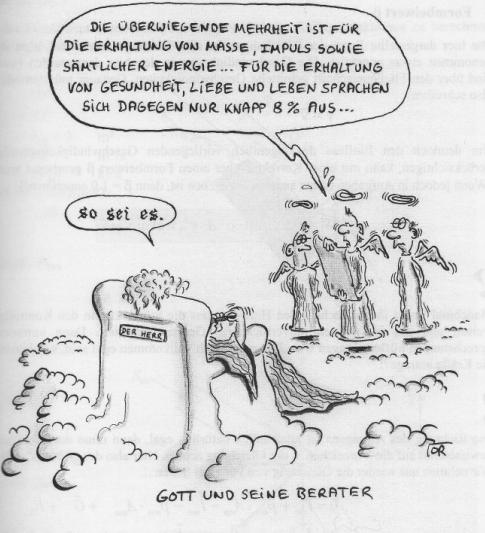 Formbeiwert β
DIE ÜBERWIEGENDE MEHRHEIT IST FÜR
DIE ERHALTUNG VON MASSE, IMPULS SOWIE
SÄMTLICHER ENERGIE – FÜR DIE ERHALTUNG
VON GESUNDHEIT, LIEBE UND LEBEN SPRACHEN
SICH DAGEGEN NUR KNAPP 8 % AUS...
SO SEI ES.
DER HERR
TOR
GOTT UND SEINE BERATER